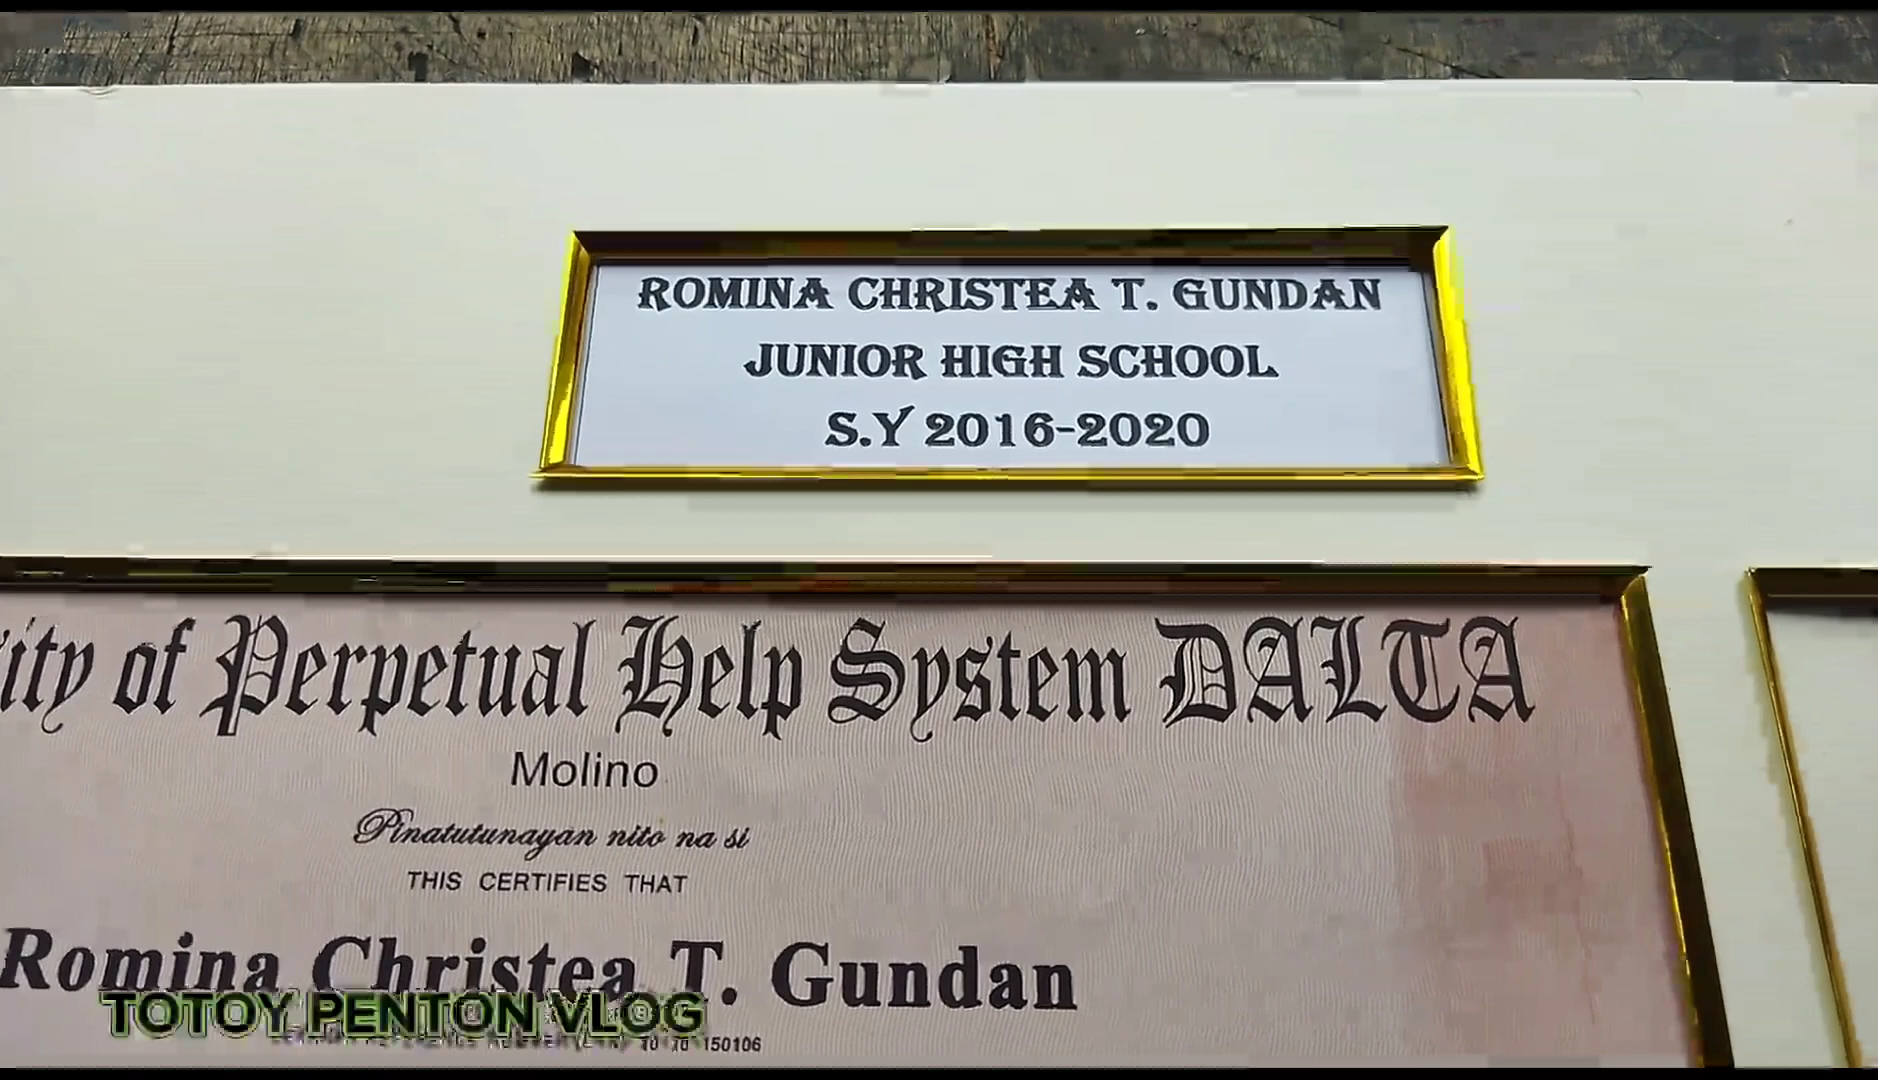 ROMINA CHRISTEA T. GUNDAN
JUNIOR HIGH SCHOOL
S.Y 2016-2020
ity of Perpetual Help System DALTA
Molino
Pinatutunayan nito na si
THIS CERTIFIES THAT
Romina Christea T. Gundan
TOTOY PENTON VLOG
150106